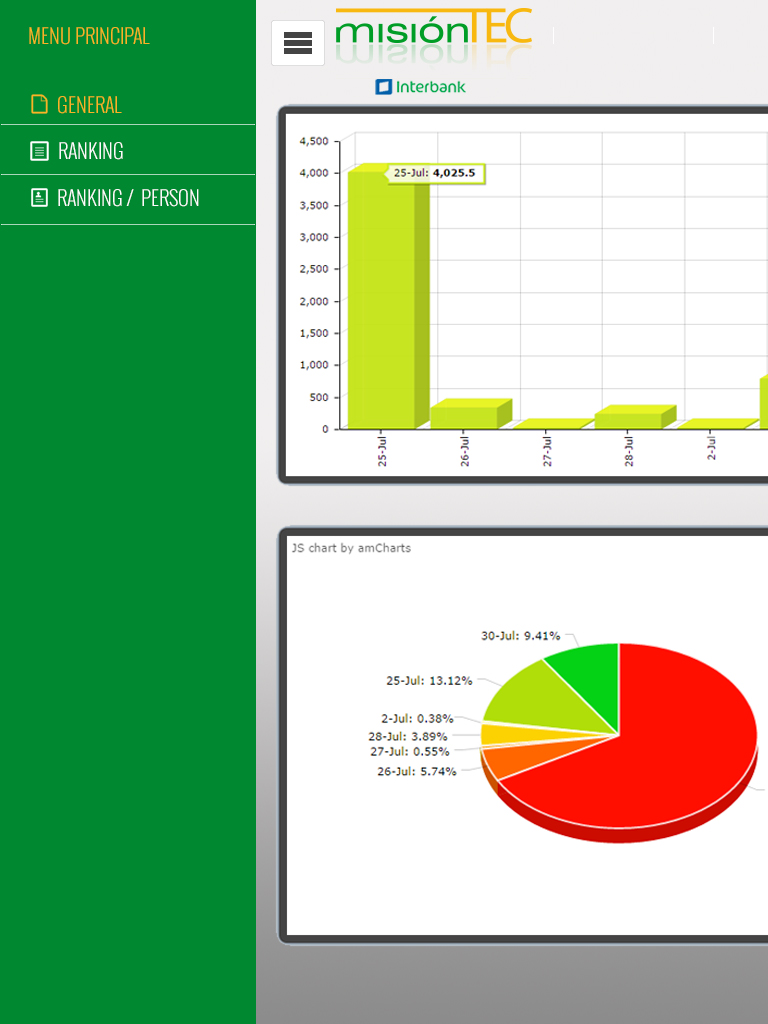 MENU PRINCIPAL
GENERAL
RANKING
RANKING / PERSON
misiónTEC
Interbank
4,500
4,000
3,500
3,000
2,500
2,000
1,500
1,000
500
0
25-Jul: 4,025.5
25-Jul
26-Jul
27-Jul
28-Jul
2-Jul
JS chart by amCharts
30-Jul: 9.41%
25-Jul: 13.12%
2-Jul: 0.38%
28-Jul: 3.89%
27-Jul: 0.55%
26-Jul: 5.74%